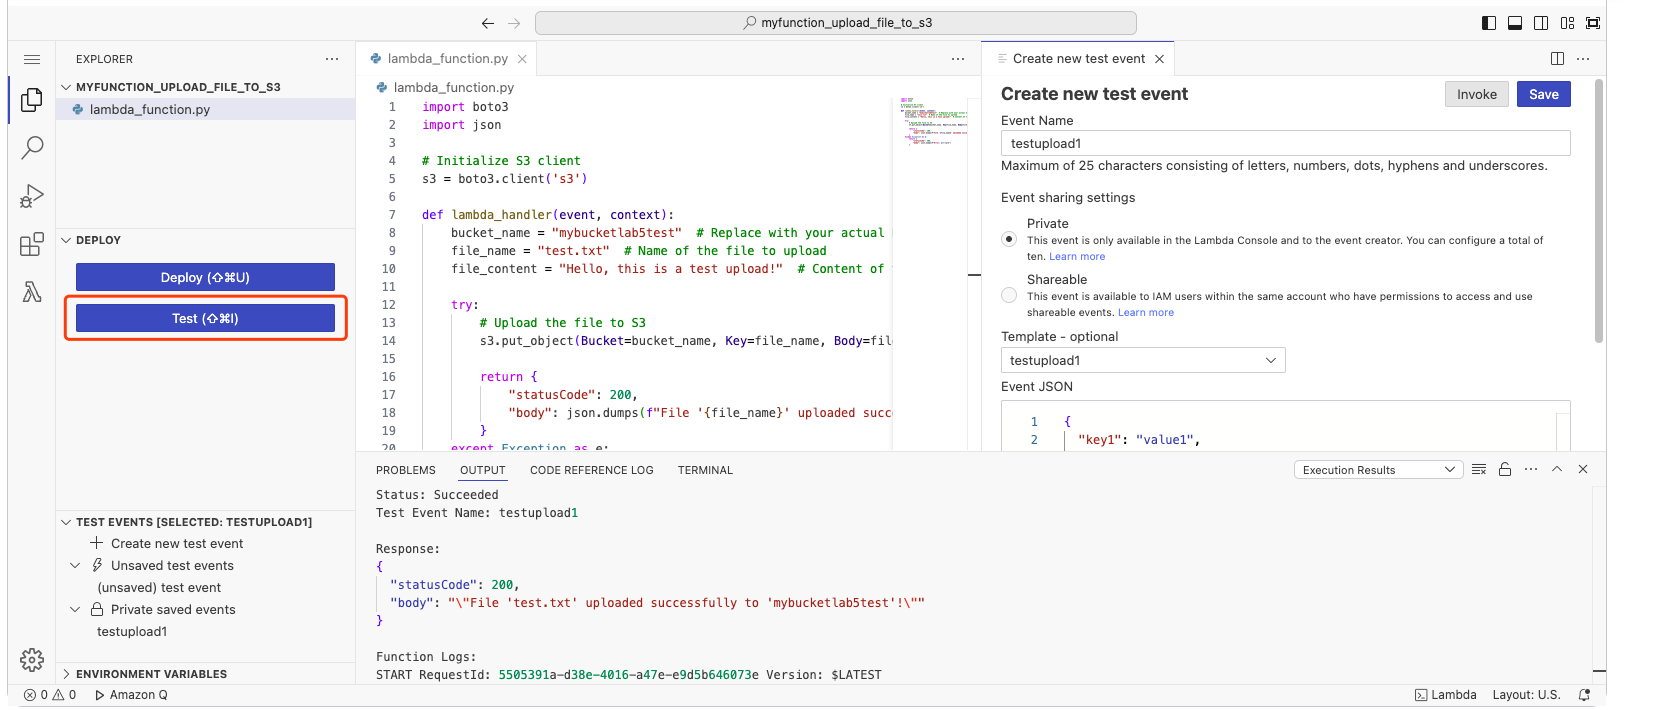 myfunction_upload_file_to_s3
EXPLORER
MYFUNCTION_UPLOAD_FILE_TO_S3
lambda_function.py
DEPLOY
Deploy (⇧⌘U)
Test (⇧⌘I)
TEST EVENTS [SELECTED: TESTUPLOAD1]
Create new test event
Unsaved test events
(unsaved) test event
Private saved events
testupload1
ENVIRONMENT VARIABLES
lambda_function.py
lambda_function.py
1 import boto3
2 import json
3
4 # Initialize S3 client
5 s3 = boto3.client('s3')
6
7 def lambda_handler(event, context):
8 bucket_name = "mybucketlab5test" # Replace with your actual
9 file_name = "test.txt" # Name of the file to upload
10 file_content = "Hello, this is a test upload!" # Content of
11
12 try:
13 # Upload the file to S3
14 s3.put_object(Bucket=bucket_name, Key=file_name, Body=fil
15
16 return {
17 "statusCode": 200,
18 "body": json.dumps(f"File '{file_name}' uploaded succ
19 }
20 except Exception as e:
Create new test event
Create new test event
Invoke
Save
Event Name
testupload1
Maximum of 25 characters consisting of letters, numbers, dots, hyphens and underscores.
Event sharing settings
Private
This event is only available in the Lambda Console and to the event creator. You can configure a total of
ten. Learn more
Shareable
This event is available to IAM users within the same account who have permissions to access and use
shareable events. Learn more
Template - optional
testupload1
Event JSON
1 {
2 "key1": "value1",
PROBLEMS OUTPUT CODE REFERENCE LOG TERMINAL
Execution Results
Status: Succeeded
Test Event Name: testupload1
Response:
{
"statusCode": 200,
"body": "\"File 'test.txt' uploaded successfully to 'mybucketlab5test'!\""
}
Function Logs:
START RequestId: 5505391a-d38e-4016-a47e-e9d5b646073e Version: $LATEST
0 0 Amazon Q
Lambda Layout: U.S.